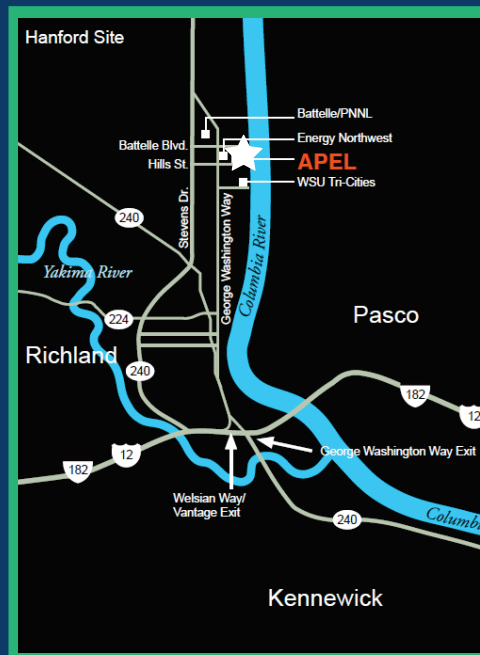 Hanford Site
Battelle/PNNL
Energy Northwest
Battelle Blvd.
APEL
Hills St.
WSU Tri-Cities
Stevens Dr.
George Washington Way
Columbia River
240
Yakima River
224
Pasco
Richland
240
182
12
George Washington Way Exit
12
182
Welsian Way/
Vantage Exit
240
Columb
Kennewick